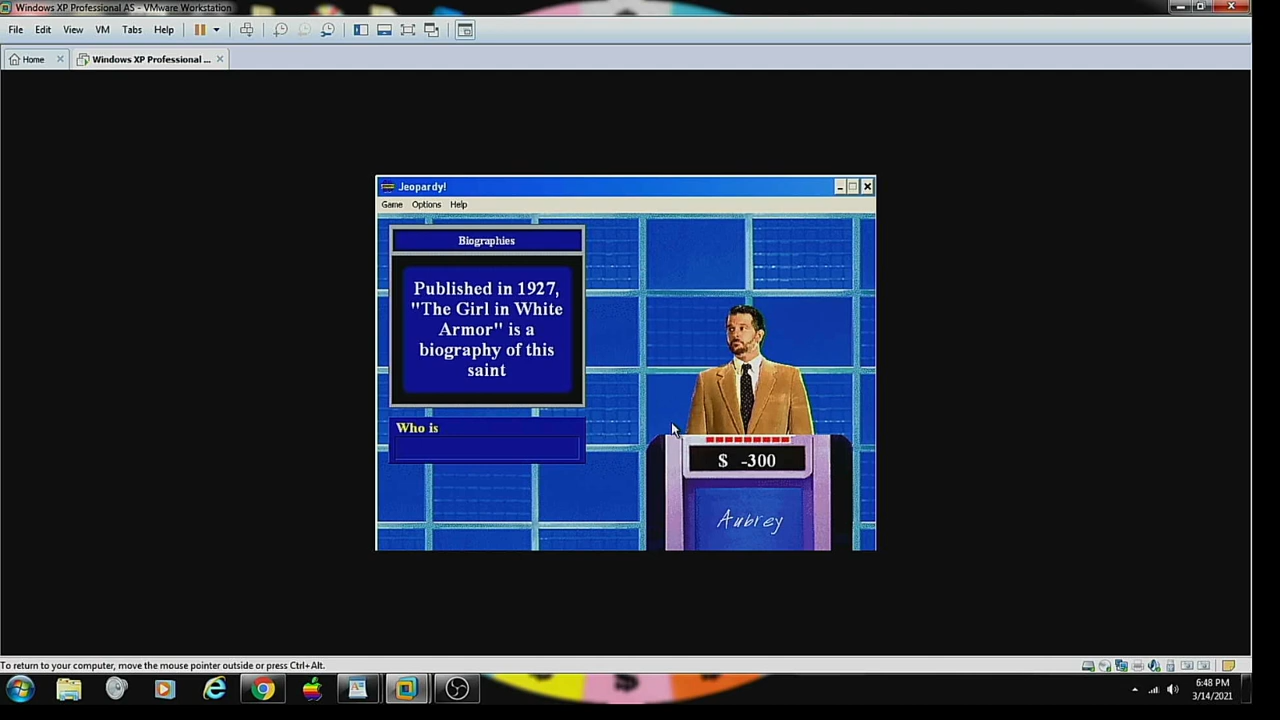 Windows XP Professional AS - VMware Workstation
File Edit View VM Tabs Help
Home Windows XP Professional ...
Jeopardy!
Game Options Help
Biographies
Published in 1927,
"The Girl in White
Armor" is a
biography of this
saint
Who is
$ -300
Aubrey
To return to your computer, move the mouse pointer outside or press Ctrl+Alt.
6:48 PM
3/14/2021
$